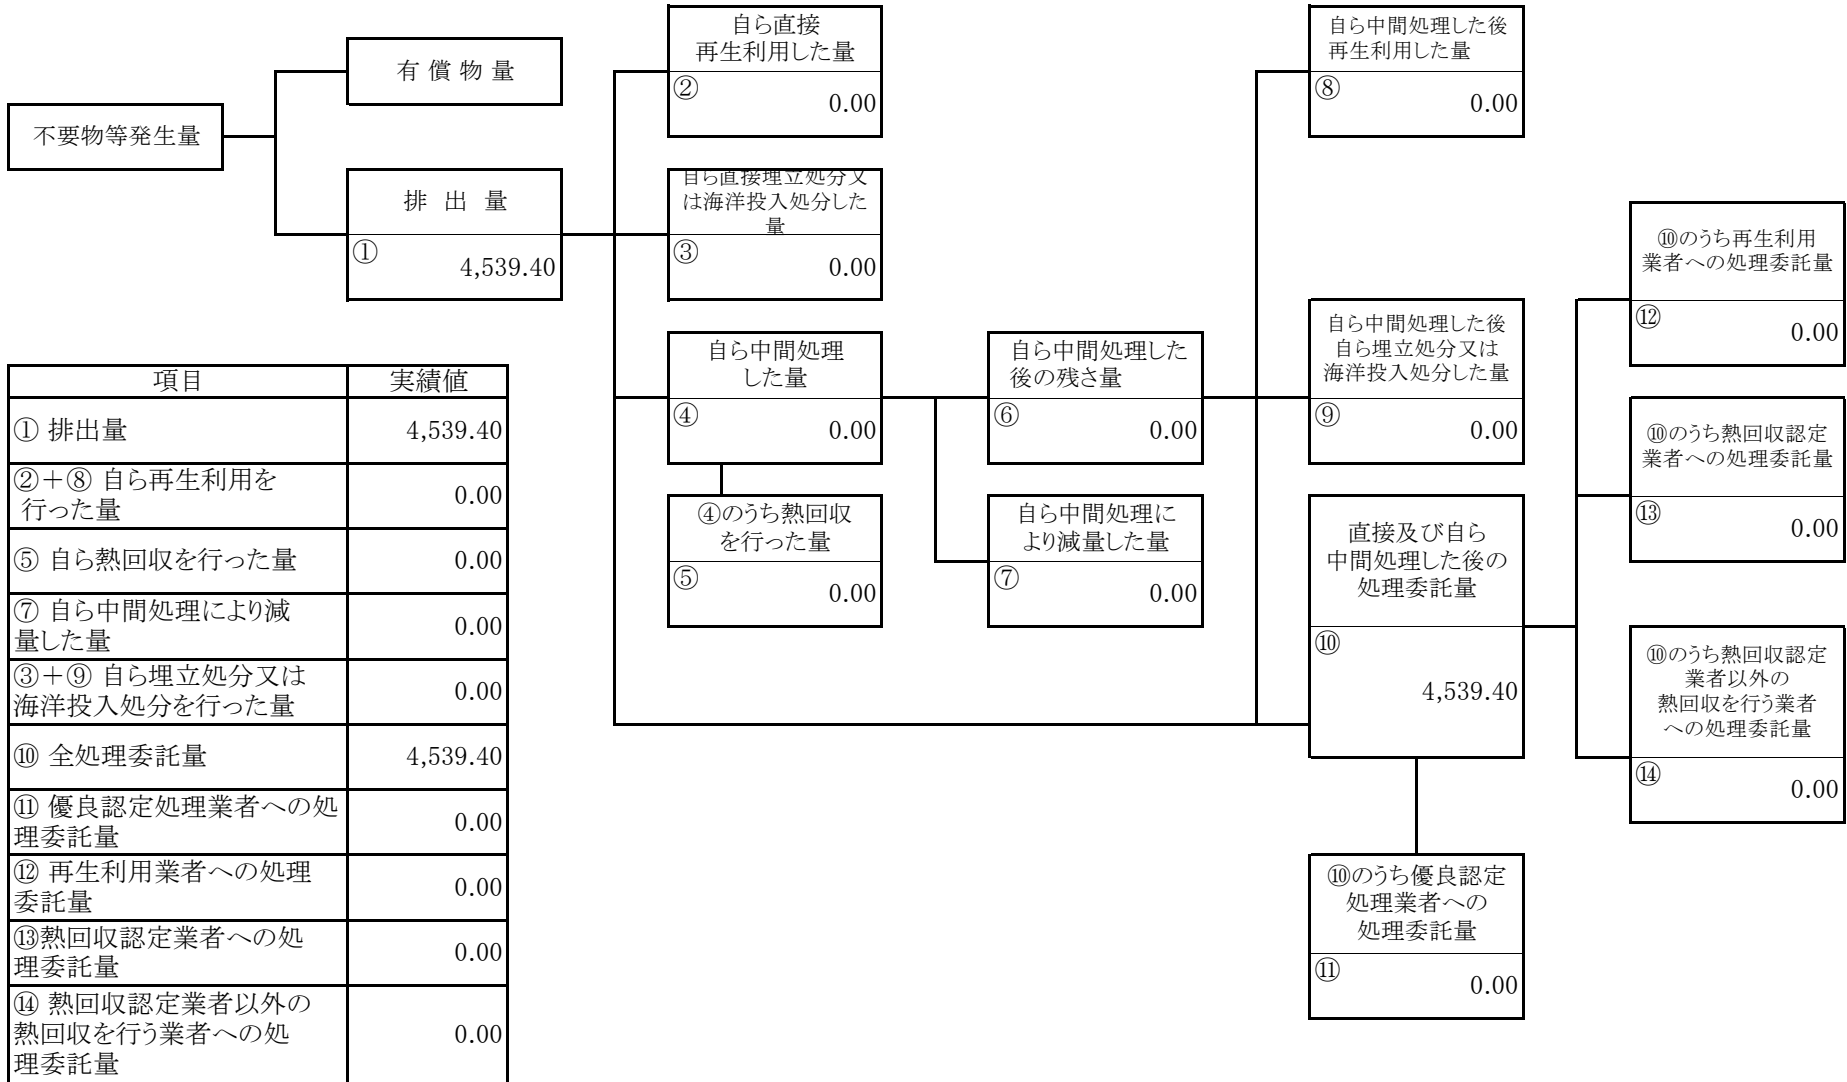 不要物等発生量
有 償 物 量
排 出 量
①
4,539.40
自ら直接
再生利用した量
②
0.00
自ら直接埋立処分又
は海洋投入処分した
量
③
0.00
自ら中間処理
した量
④
0.00
④のうち熱回収
を行った量
⑤
0.00
自ら中間処理した
後の残さ量
⑥
0.00
自ら中間処理に
より減量した量
⑦
0.00
自ら中間処理した後
再生利用した量
⑧
0.00
自ら中間処理した後
自ら埋立処分又は
海洋投入処分した量
⑨
0.00
直接及び自ら
中間処理した後の
処理委託量
⑩
4,539.40
⑩のうち優良認定
処理業者への
処理委託量
⑪
0.00
⑩のうち再生利用
業者への処理委託量
⑫
0.00
⑩のうち熱回収認定
業者への処理委託量
⑬
0.00
⑩のうち熱回収認定
業者以外の
熱回収を行う業者
への処理委託量
⑭
0.00
項目 実績値
① 排出量 4,539.40
②＋⑧ 自ら再生利用を
行った量 0.00
⑤ 自ら熱回収を行った量 0.00
⑦ 自ら中間処理により減
量した量 0.00
③＋⑨ 自ら埋立処分又は
海洋投入処分を行った量 0.00
⑩ 全処理委託量 4,539.40
⑪ 優良認定処理業者への処
理委託量 0.00
⑫ 再生利用業者への処理
委託量 0.00
⑬熱回収認定業者への処
理委託量 0.00
⑭ 熱回収認定業者以外の
熱回収を行う業者への処
理委託量 0.00